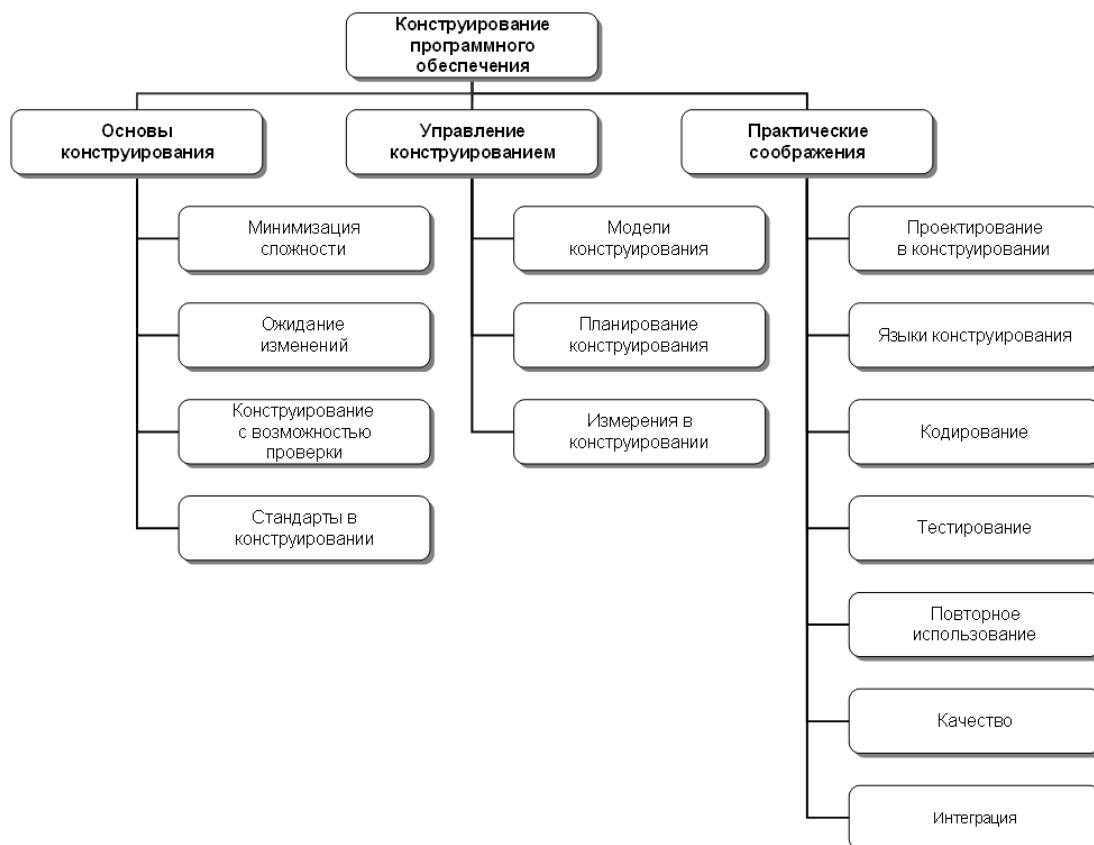 Конструирование
программного
обеспечения
Основы
конструирования
Управление
конструированием
Практические
соображения
Минимизация
сложности
Ожидание
изменений
Конструирование
с возможностью
проверки
Стандарты в
конструировании
Модели
конструирования
Планирование
конструирования
Измерения в
конструировании
Проектирование
в конструировании
Языки конструирования
Кодирование
Тестирование
Повторное
использование
Качество
Интеграция